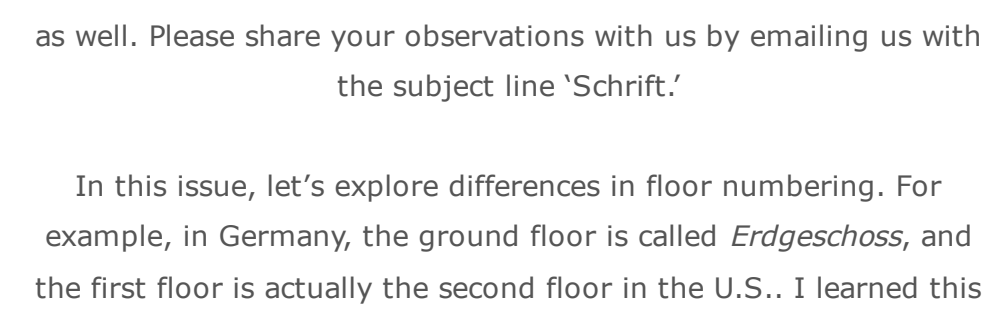 as well. Please share your observations with us by emailing us with
the subject line ‘Schrift.’
In this issue, let’s explore differences in floor numbering. For
example, in Germany, the ground floor is called Erdgeschoss, and
the first floor is actually the second floor in the U.S.. I learned this